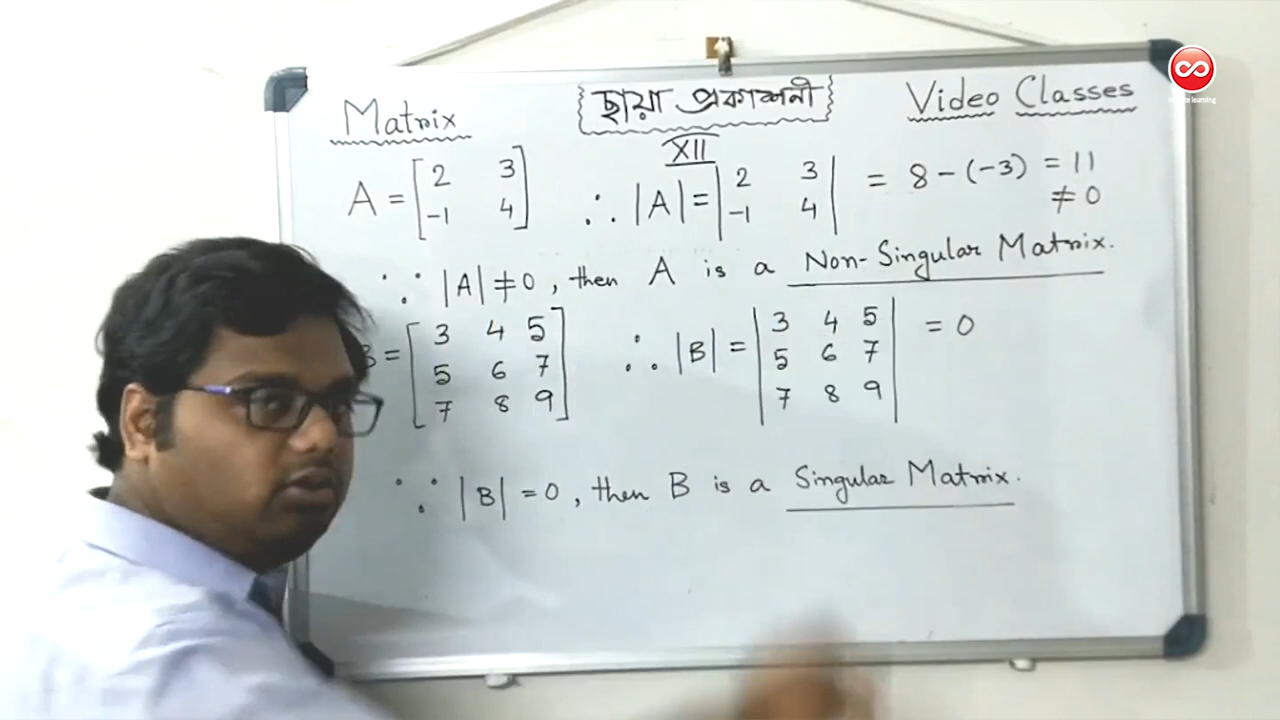 Matrix ছায়া প্রকাশনী Video Classes
XII
A = [2 3 -1 4] ∴ |A| = |2 3 -1 4| = 8 - (-3) = 11
≠ 0
∵ |A| ≠ 0, then A is a Non-Singular Matrix.
B = [3 4 5 5 6 7 7 8 9] ∴ |B| = |3 4 5 5 6 7 7 8 9| = 0
∵ |B| = 0, then B is a Singular Matrix.
learning